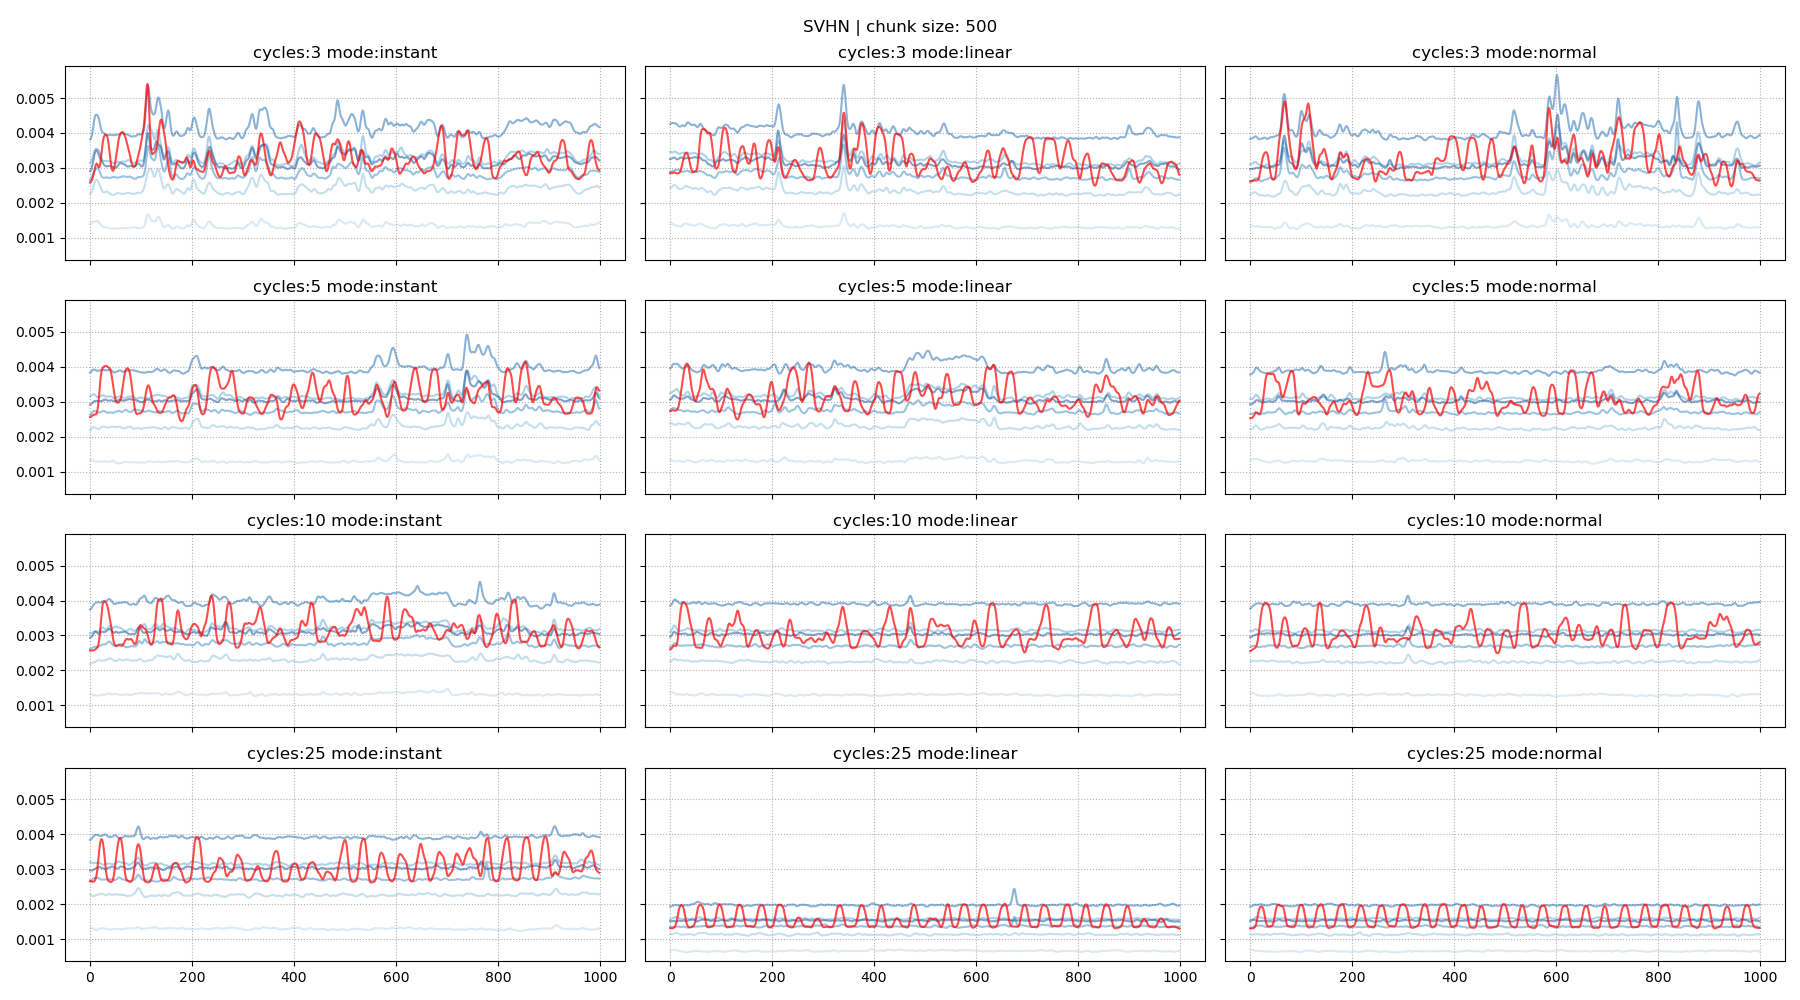 SVHN | chunk size: 500
cycles:3 mode:instant
cycles:3 mode:linear
cycles:3 mode:normal
0.005
0.004
0.003
0.002
0.001
cycles:5 mode:instant
cycles:5 mode:linear
cycles:5 mode:normal
0.005
0.004
0.003
0.002
0.001
cycles:10 mode:instant
cycles:10 mode:linear
cycles:10 mode:normal
0.005
0.004
0.003
0.002
0.001
cycles:25 mode:instant
cycles:25 mode:linear
cycles:25 mode:normal
0.005
0.004
0.003
0.002
0.001
0 200 400 600 800 1000
0 200 400 600 800 1000
0 200 400 600 800 1000